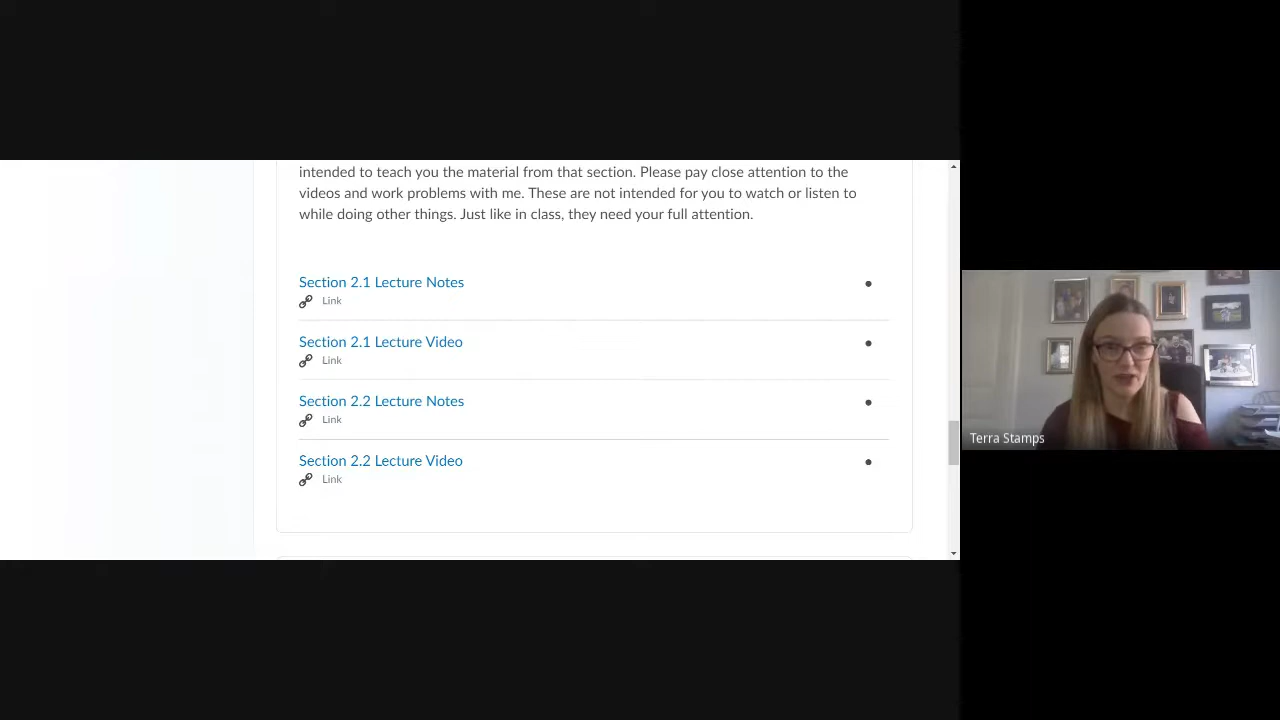 intended to teach you the material from that section. Please pay close attention to the
videos and work problems with me. These are not intended for you to watch or listen to
while doing other things. Just like in class, they need your full attention.
Section 2.1 Lecture Notes
Link
Section 2.1 Lecture Video
Link
Section 2.2 Lecture Notes
Link
Section 2.2 Lecture Video
Link
Terra Stamps